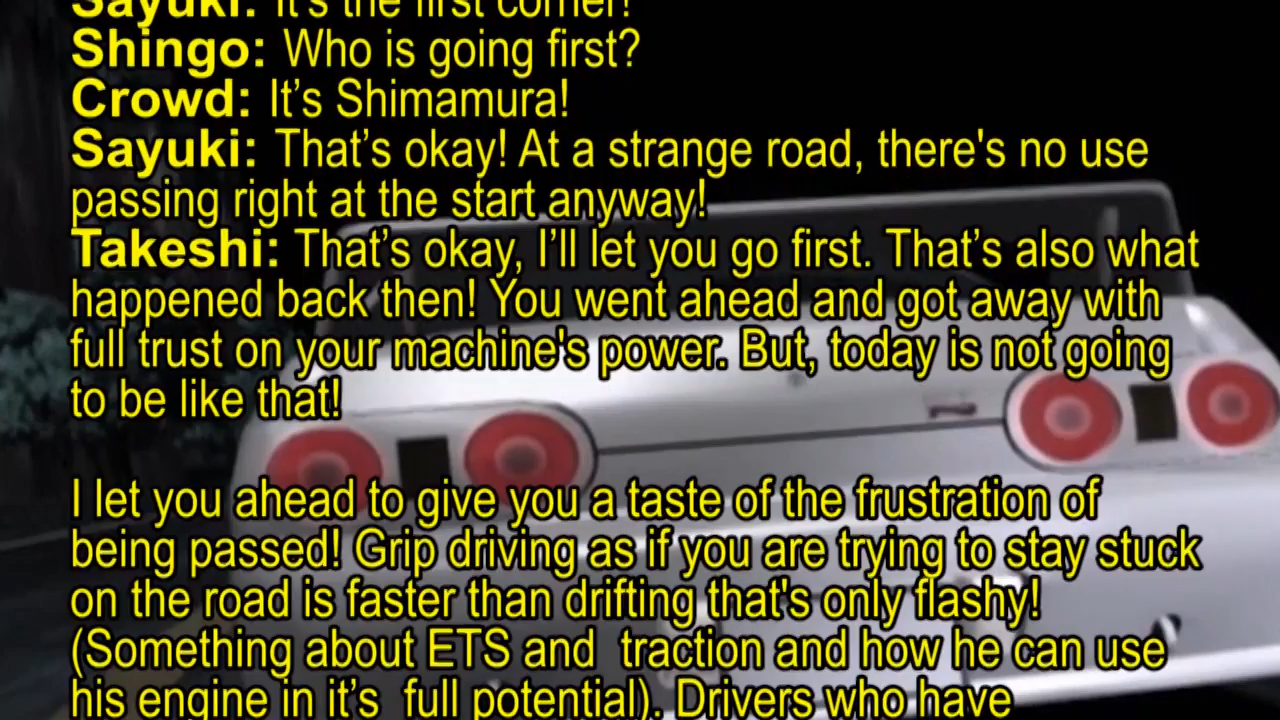 Sayuki: It's the first corner!
Shingo: Who is going first?
Crowd: It’s Shimamura!
Sayuki: That’s okay! At a strange road, there's no use
passing right at the start anyway!
Takeshi: That’s okay, I’ll let you go first. That’s also what
happened back then! You went ahead and got away with
full trust on your machine's power. But, today is not going
to be like that!
I let you ahead to give you a taste of the frustration of
being passed! Grip driving as if you are trying to stay stuck
on the road is faster than drifting that's only flashy!
(Something about ETS and  traction and how he can use
his engine in it’s  full potential). Drivers who have